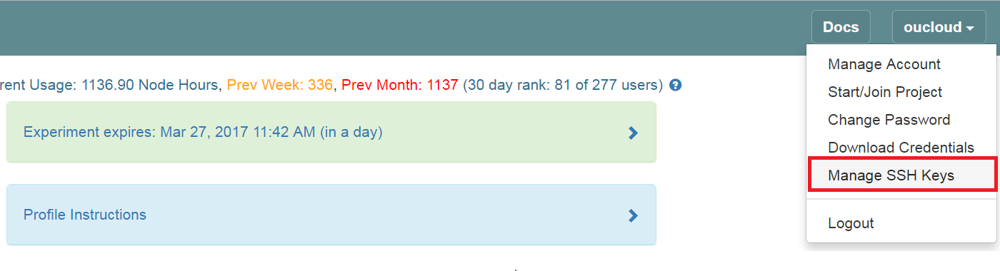 Docs
oucloud
Manage Account
Start/Join Project
Change Password
Download Credentials
Manage SSH Keys
Logout
rent Usage: 1136.90 Node Hours, Prev Week: 336, Prev Month: 1137 (30 day rank: 81 of 277 users)
Experiment expires: Mar 27, 2017 11:42 AM (in a day)
Profile Instructions